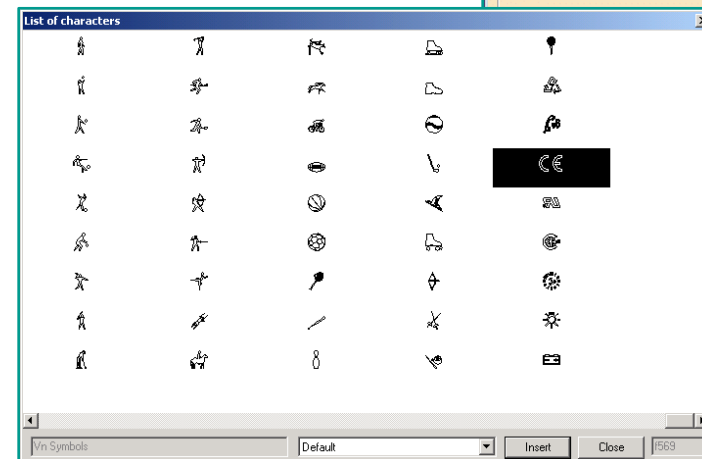 List of characters
CE
Vn Symbols
Default
Insert
Close
f569